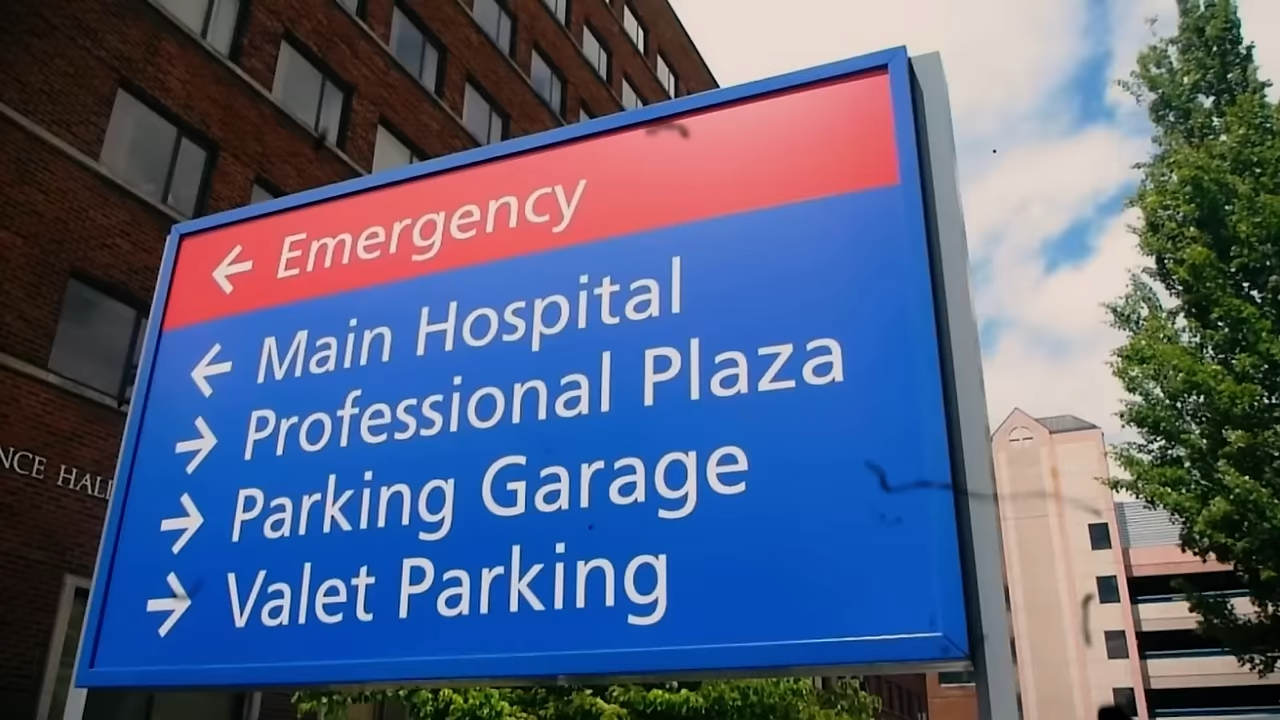 ← Emergency
← Main Hospital
→ Professional Plaza
→ Parking Garage
→ Valet Parking
NCE HALL